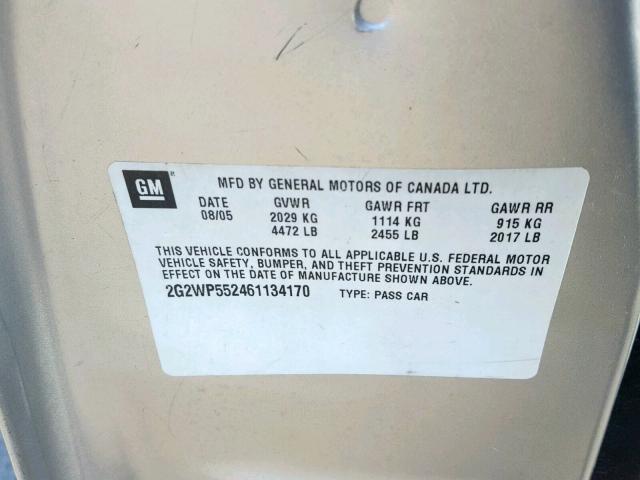 GM
MFD BY GENERAL MOTORS OF CANADA LTD.
DATE GVWR GAWR FRT GAWR RR
08/05 2029 KG 1114 KG 915 KG
4472 LB 2455 LB 2017 LB
THIS VEHICLE CONFORMS TO ALL APPLICABLE U.S. FEDERAL MOTOR
VEHICLE SAFETY, BUMPER, AND THEFT PREVENTION STANDARDS IN
EFFECT ON THE DATE OF MANUFACTURE SHOWN ABOVE.
2G2WP552461134170 TYPE: PASS CAR